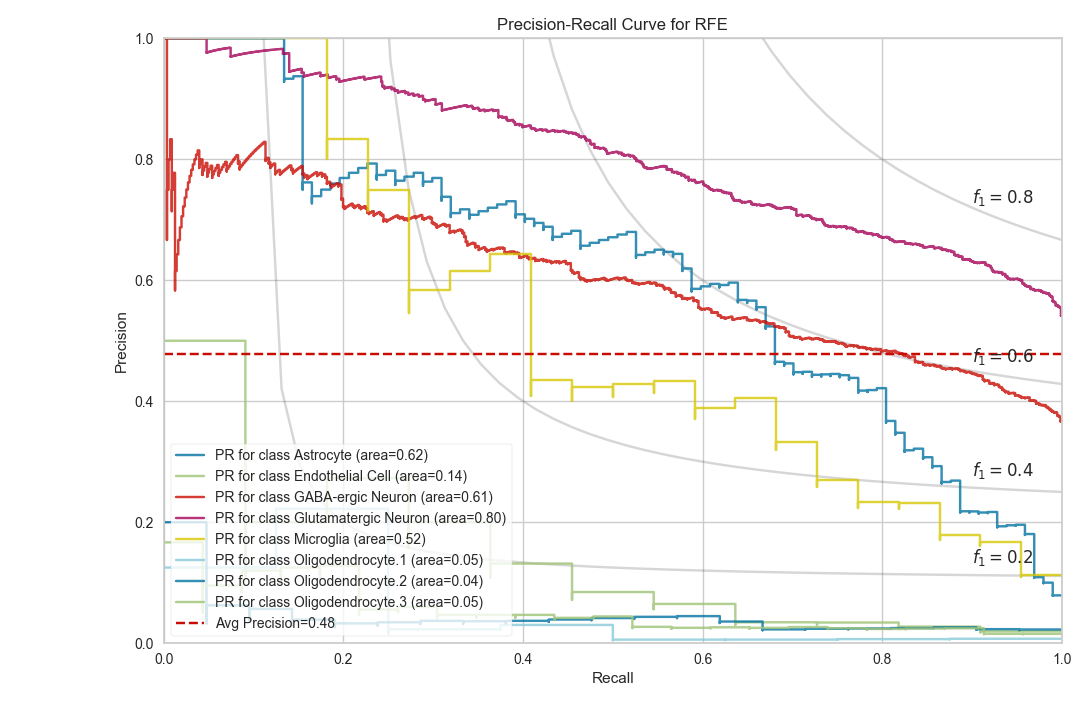 Precision-Recall Curve for RFE
1.0
0.8
0.6
0.4
0.2
0.0
Precision
f1 = 0.8
f1 = 0.6
f1 = 0.4
f1 = 0.2
PR for class Astrocyte (area=0.62)
PR for class Endothelial Cell (area=0.14)
PR for class GABA-ergic Neuron (area=0.61)
PR for class Glutamatergic Neuron (area=0.80)
PR for class Microglia (area=0.52)
PR for class Oligodendrocyte.1 (area=0.05)
PR for class Oligodendrocyte.2 (area=0.04)
PR for class Oligodendrocyte.3 (area=0.05)
Avg Precision=0.48
0.0 0.2 0.4 0.6 0.8 1.0
Recall